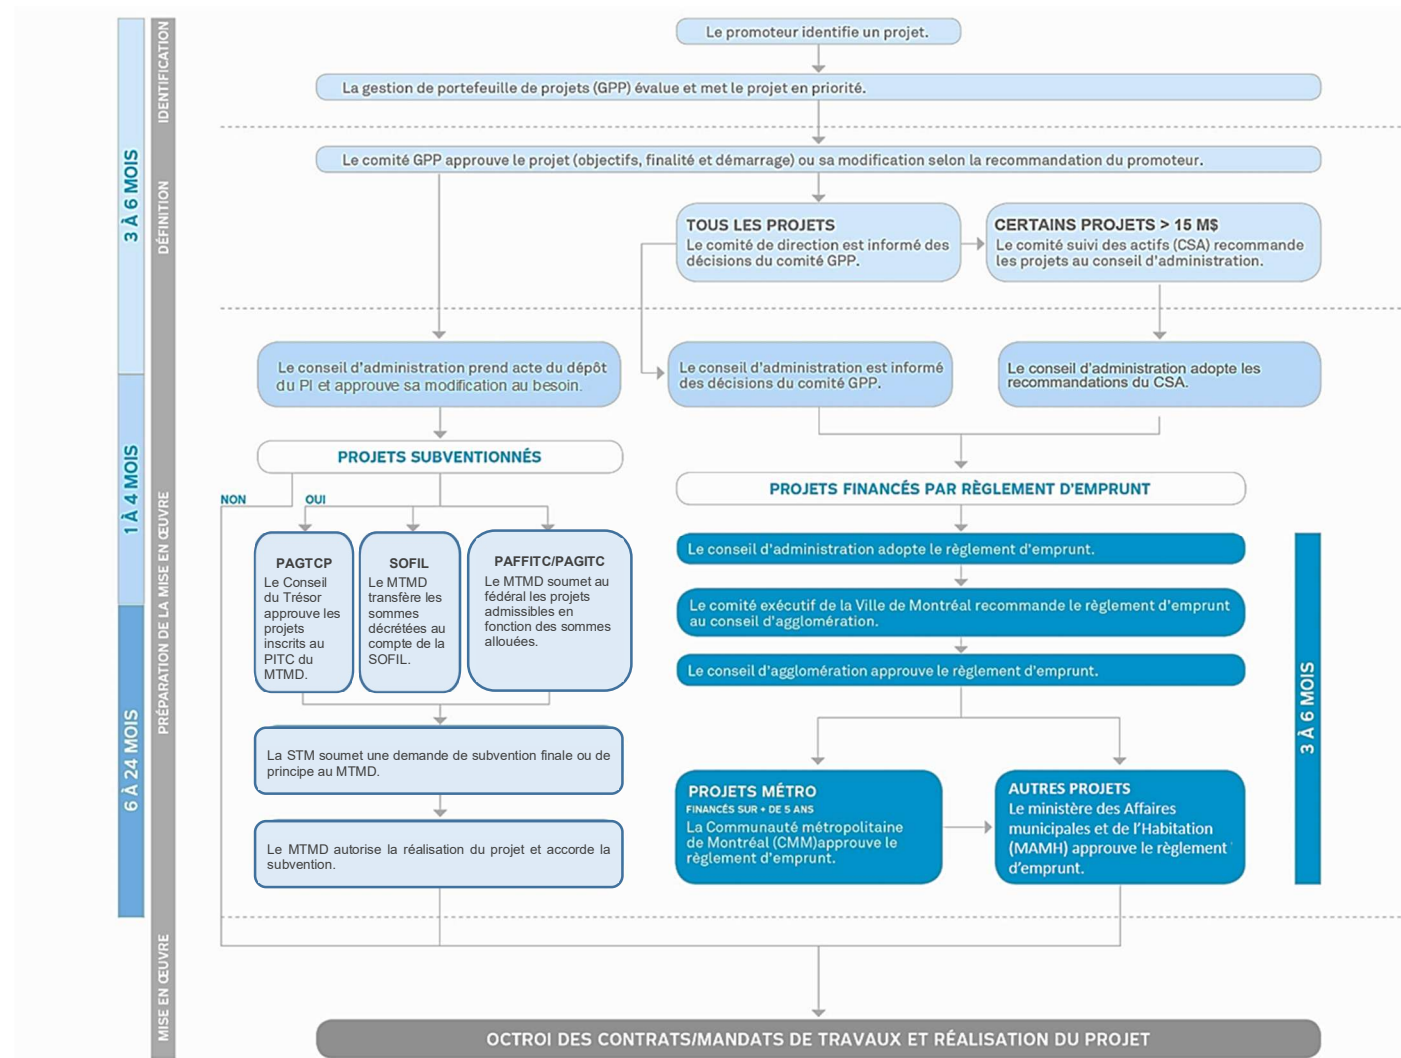 IDENTIFICATION
Le promoteur identifie un projet.
La gestion de portefeuille de projets (GPP) évalue et met le projet en priorité.
3 À 6 MOIS
DÉFINITION
Le comité GPP approuve le projet (objectifs, finalité et démarrage) ou sa modification selon la recommandation du promoteur.
TOUS LES PROJETS
Le comité de direction est informé des
décisions du comité GPP.
CERTAINS PROJETS > 15 M$
Le comité suivi des actifs (CSA) recommande
les projets au conseil d'administration.
Le conseil d'administration prend acte du dépôt
du PI et approuve sa modification au besoin.
Le conseil d'administration est informé
des décisions du comité GPP.
Le conseil d'administration adopte les
recommandations du CSA.
1 À 4 MOIS
PRÉPARATION DE LA MISE EN ŒUVRE
PROJETS SUBVENTIONNÉS
NON
OUI
PAGTCP
Le Conseil
du Trésor
approuve les
projets
inscrits au
PITC du
MTMD.
SOFIL
Le MTMD
transfère les
sommes
décrétées au
compte de la
SOFIL.
PAFFITC/PAGITC
Le MTMD soumet au
fédéral les projets
admissibles en
fonction des sommes
allouées.
6 À 24 MOIS
La STM soumet une demande de subvention finale ou de
principe au MTMD.
Le MTMD autorise la réalisation du projet et accorde la
subvention.
PROJETS FINANCÉS PAR RÈGLEMENT D'EMPRUNT
Le conseil d'administration adopte le règlement d'emprunt.
Le comité exécutif de la Ville de Montréal recommande le règlement d'emprunt
au conseil d'agglomération.
Le conseil d'agglomération approuve le règlement d'emprunt.
3 À 6 MOIS
PROJETS MÉTRO
FINANCÉS SUR + DE 5 ANS
La Communauté métropolitaine
de Montréal (CMM)approuve le
règlement d'emprunt.
AUTRES PROJETS
Le ministère des Affaires
municipales et de l'Habitation
(MAMH) approuve le règlement
d'emprunt.
MISE EN ŒUVRE
OCTROI DES CONTRATS/MANDATS DE TRAVAUX ET RÉALISATION DU PROJET